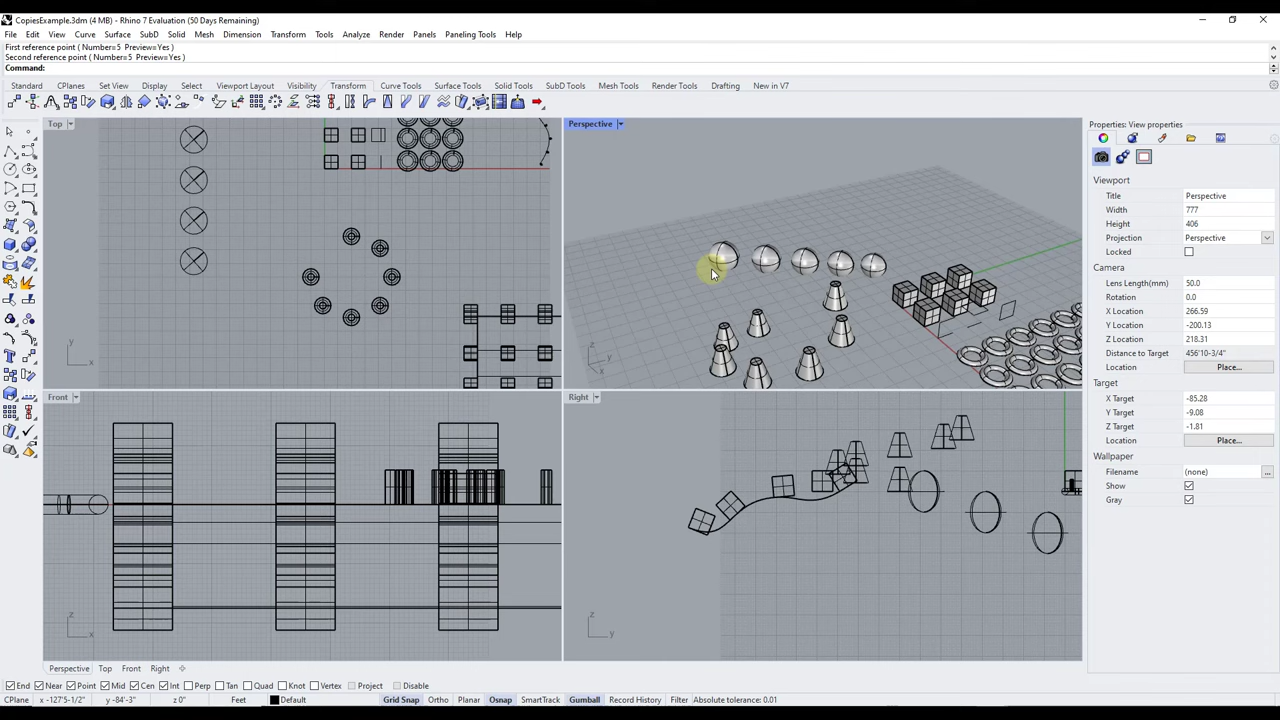 CopiesExample.3dm (4 MB) - Rhino 7 Evaluation (50 Days Remaining)
File Edit View Curve Surface SubD Solid Mesh Dimension Transform Tools Analyze Render Panels Paneling Tools Help
First reference point ( Number=5 Preview=Yes )
Second reference point ( Number=5 Preview=Yes )
Command:
Standard CPlanes Set View Display Select Viewport Layout Visibility Transform Curve Tools Surface Tools Solid Tools SubD Tools Mesh Tools Render Tools Drafting New in V7
Top
Perspective
Properties: View properties
Viewport
Title Perspective
Width 777
Height 406
Projection Perspective
Locked
Camera
Lens Length(mm) 50.0
Rotation 0.0
X Location 266.59
Y Location -200.13
Z Location 218.31
Distance to Target 456'10-3/4"
Location Place...
Target
X Target -85.28
Y Target -9.08
Z Target -1.81
Location Place...
Wallpaper
Filename (none) ...
Show
Gray
y
x
z
y
x
Front
Right
z
x
z
y
Perspective Top Front Right
End Near Point Mid Cen Int Perp Tan Quad Knot Vertex Project Disable
CPlane x -127'5-1/2" y -84'-3" z 0" Feet Default Grid Snap Ortho Planar Osnap SmartTrack Gumball Record History Filter Absolute tolerance: 0.01